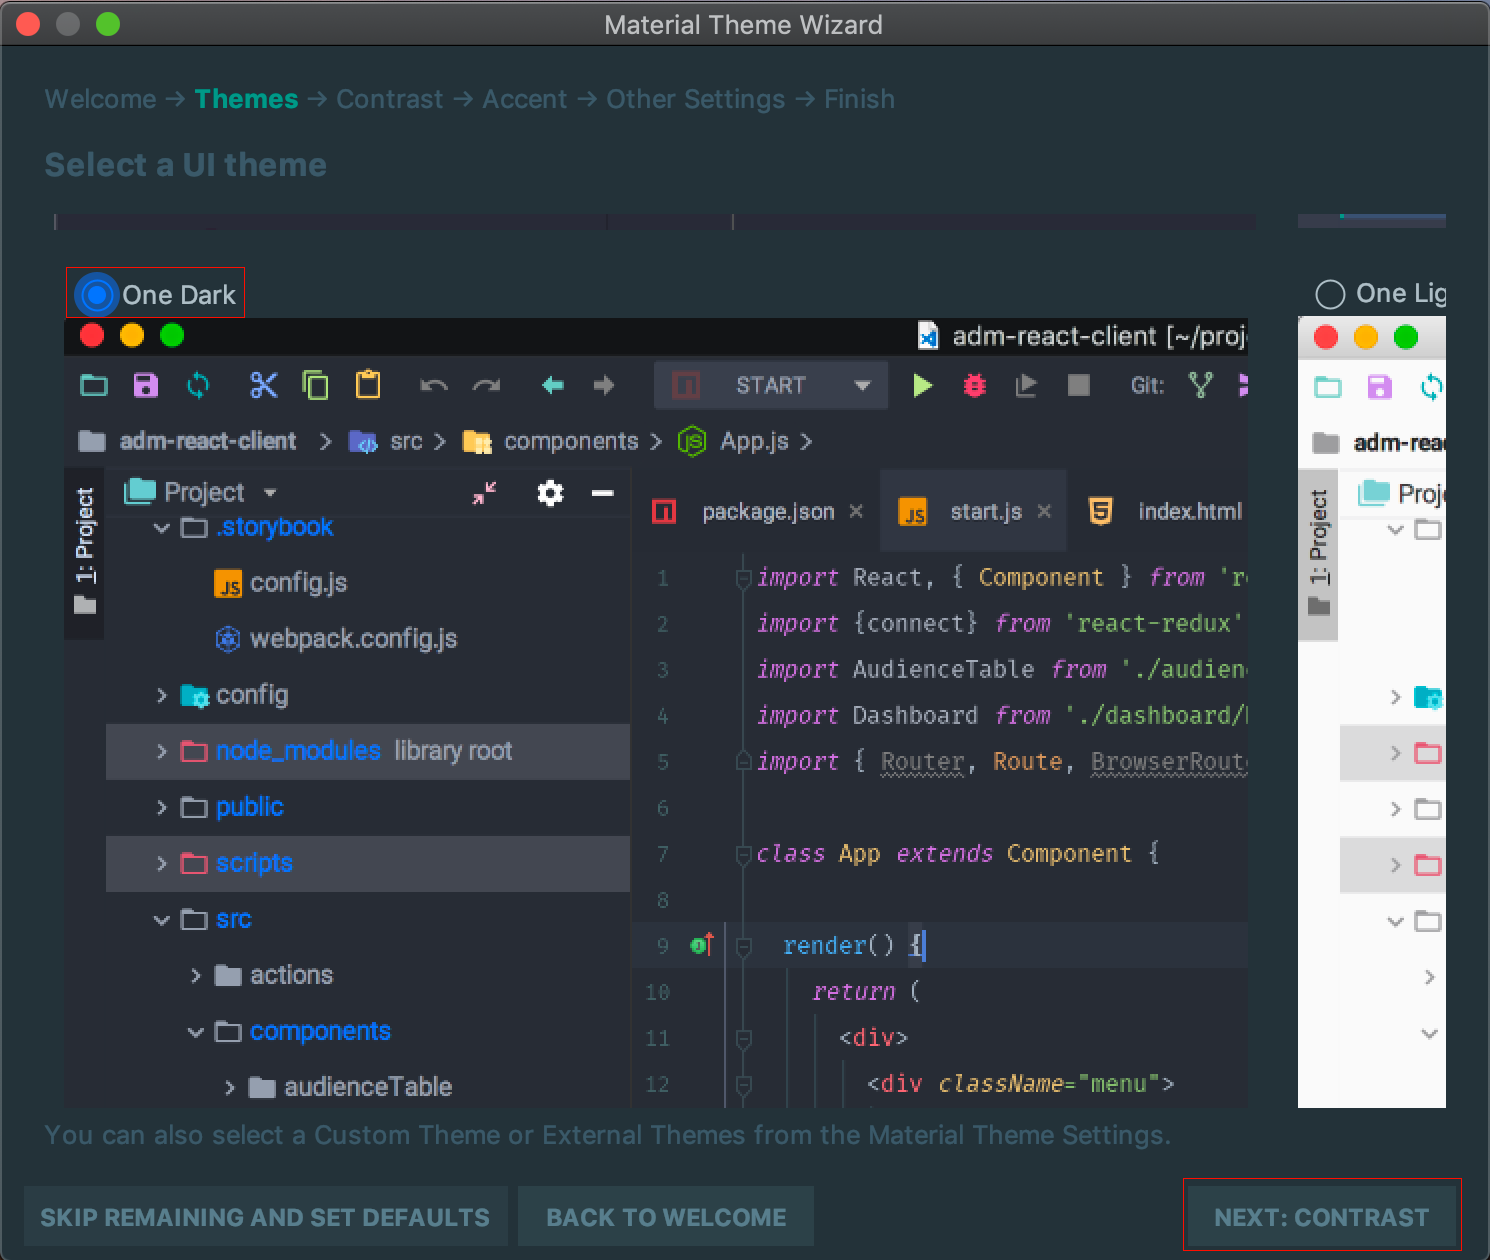 Material Theme Wizard
Welcome → Themes → Contrast → Accent → Other Settings → Finish
Select a UI theme
One Dark
One Lig
adm-react-client [~/proj
START
Git:
adm-react-client > src > components > App.js >
adm-reac
1: Project
Project
package.json
start.js
index.html
1: Project
Proje
.storybook
config.js
webpack.config.js
config
node_modules library root
public
scripts
src
actions
components
audienceTable
1 import React, { Component } from 're
2 import {connect} from 'react-redux'
3 import AudienceTable from './audien
4 import Dashboard from './dashboard/
5 import { Router, Route, BrowserRout
6
7 class App extends Component {
8
9 render() {
10 return (
11 <div>
12 <div className="menu">
You can also select a Custom Theme or External Themes from the Material Theme Settings.
SKIP REMAINING AND SET DEFAULTS
BACK TO WELCOME
NEXT: CONTRAST